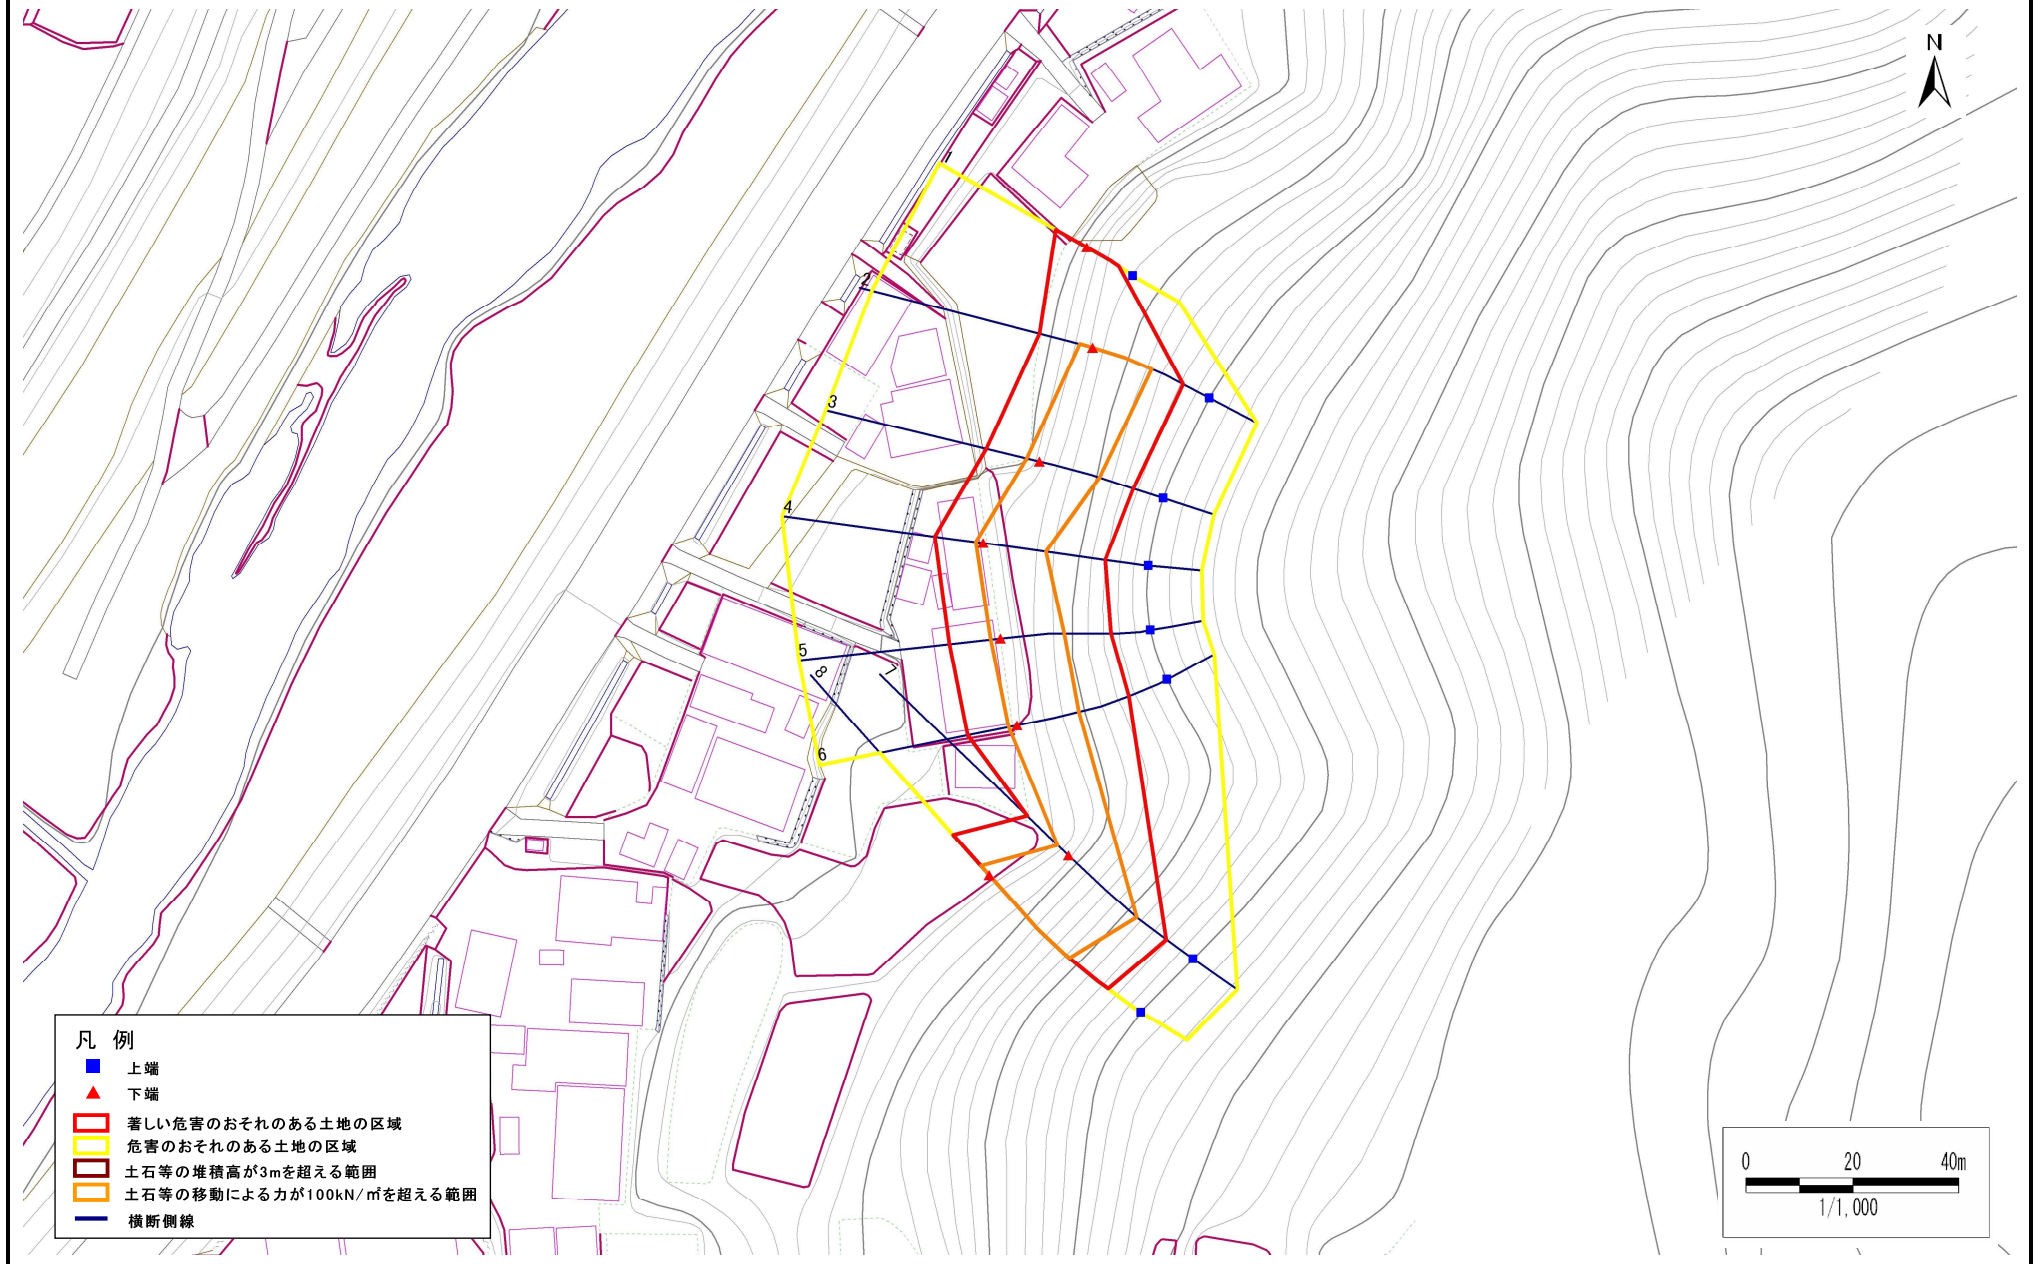 N
1
2
3
4
5
8
7
6
凡 例
上端
下端
著しい危害のおそれのある土地の区域
危害のおそれのある土地の区域
土石等の堆積高が3mを超える範囲
土石等の移動による力が100kN/㎡を超える範囲
横断側線
0 20 40m
1/1,000